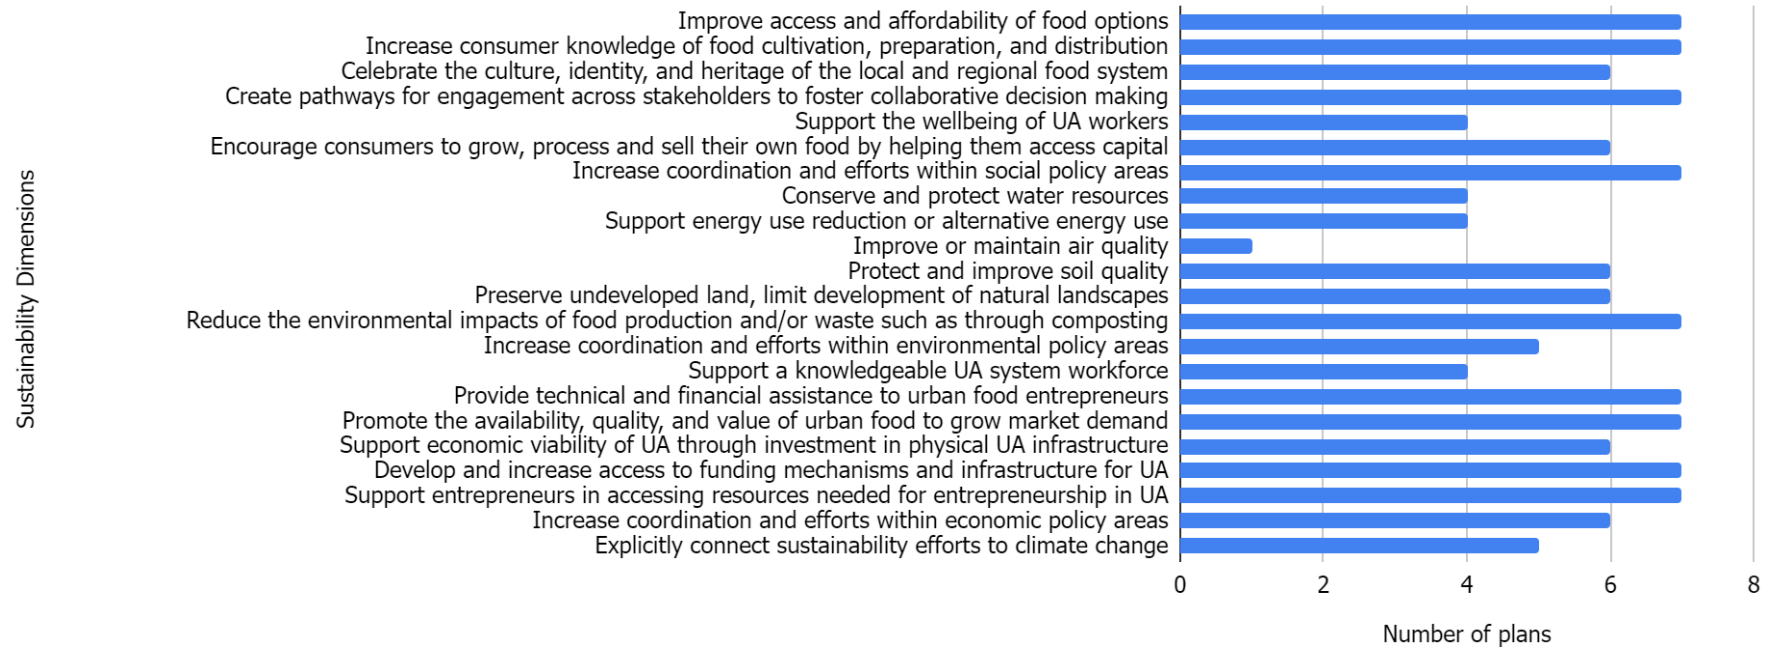 Sustainability Dimensions
Improve access and affordability of food options
Increase consumer knowledge of food cultivation, preparation, and distribution
Celebrate the culture, identity, and heritage of the local and regional food system
Create pathways for engagement across stakeholders to foster collaborative decision making
Support the wellbeing of UA workers
Encourage consumers to grow, process and sell their own food by helping them access capital
Increase coordination and efforts within social policy areas
Conserve and protect water resources
Support energy use reduction or alternative energy use
Improve or maintain air quality
Protect and improve soil quality
Preserve undeveloped land, limit development of natural landscapes
Reduce the environmental impacts of food production and/or waste such as through composting
Increase coordination and efforts within environmental policy areas
Support a knowledgeable UA system workforce
Provide technical and financial assistance to urban food entrepreneurs
Promote the availability, quality, and value of urban food to grow market demand
Support economic viability of UA through investment in physical UA infrastructure
Develop and increase access to funding mechanisms and infrastructure for UA
Support entrepreneurs in accessing resources needed for entrepreneurship in UA
Increase coordination and efforts within economic policy areas
Explicitly connect sustainability efforts to climate change
0 2 4 6 8
Number of plans